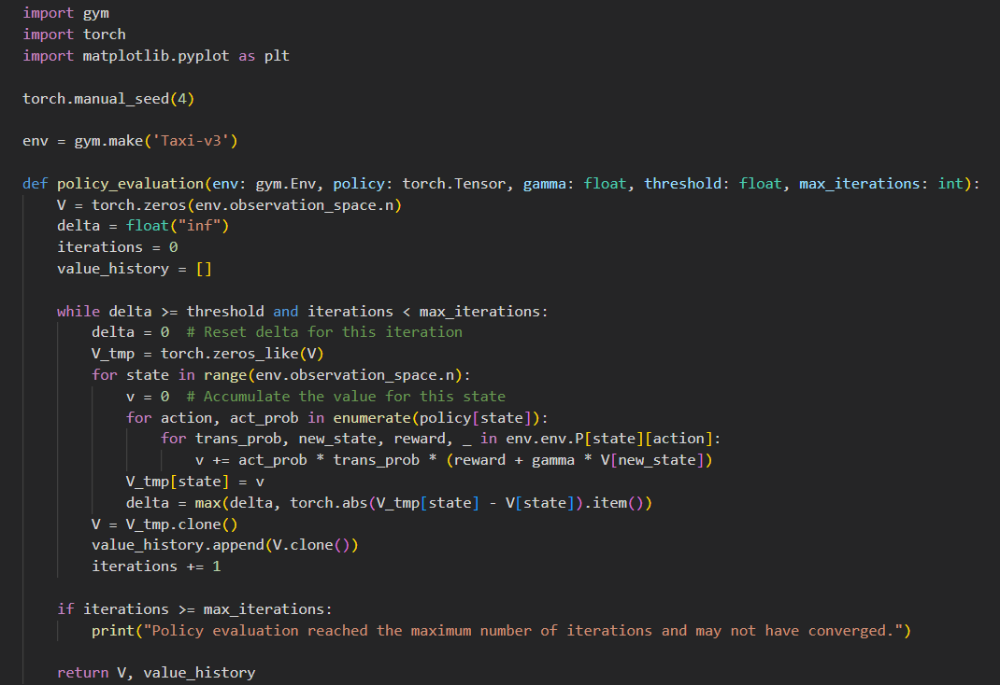 import gym
import torch
import matplotlib.pyplot as plt

torch.manual_seed(4)

env = gym.make('Taxi-v3')

def policy_evaluation(env: gym.Env, policy: torch.Tensor, gamma: float, threshold: float, max_iterations: int):
    V = torch.zeros(env.observation_space.n)
    delta = float("inf")
    iterations = 0
    value_history = []

    while delta >= threshold and iterations < max_iterations:
        delta = 0  # Reset delta for this iteration
        V_tmp = torch.zeros_like(V)
        for state in range(env.observation_space.n):
            v = 0  # Accumulate the value for this state
            for action, act_prob in enumerate(policy[state]):
                for trans_prob, new_state, reward, _ in env.env.P[state][action]:
                    v += act_prob * trans_prob * (reward + gamma * V[new_state])
            V_tmp[state] = v
            delta = max(delta, torch.abs(V_tmp[state] - V[state]).item())
        V = V_tmp.clone()
        value_history.append(V.clone())
        iterations += 1

    if iterations >= max_iterations:
        print("Policy evaluation reached the maximum number of iterations and may not have converged.")

    return V, value_history